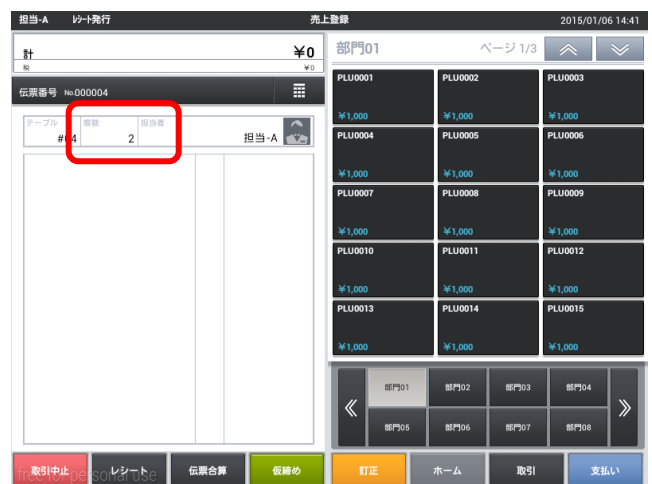 担当-A ﾚｼｰﾄ発行 売上登録 2015/01/06 14:41
計 ¥0
税 ¥0
伝票番号 No.000004
テーブル 客数 担当者
#04 2 担当-A
部門01 ページ 1/3
PLU0001 PLU0002 PLU0003
¥1,000 ¥1,000 ¥1,000
PLU0004 PLU0005 PLU0006
¥1,000 ¥1,000 ¥1,000
PLU0007 PLU0008 PLU0009
¥1,000 ¥1,000 ¥1,000
PLU0010 PLU0011 PLU0012
¥1,000 ¥1,000 ¥1,000
PLU0013 PLU0014 PLU0015
¥1,000 ¥1,000 ¥1,000
部門01 部門02 部門03 部門04
部門05 部門06 部門07 部門08
取引中止 レシート 伝票合算 仮締め 訂正 ホーム 取引 支払い
free for personal use